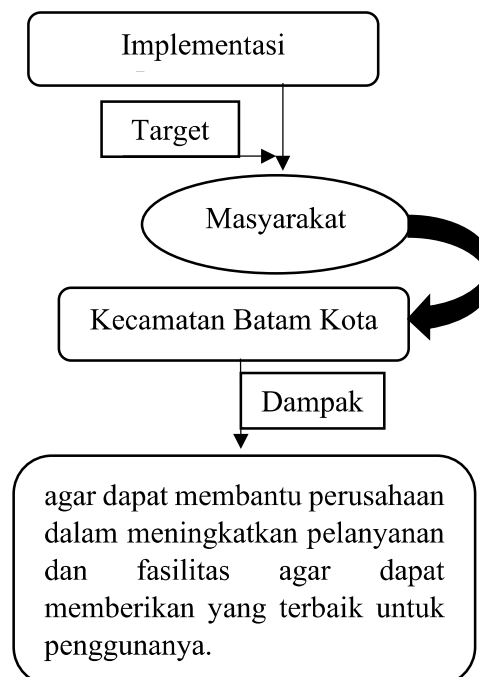 Implementasi
Target
Masyarakat
Kecamatan Batam Kota
Dampak
agar dapat membantu perusahaan
dalam meningkatkan pelanyanan
dan fasilitas agar dapat
memberikan yang terbaik untuk
penggunanya.